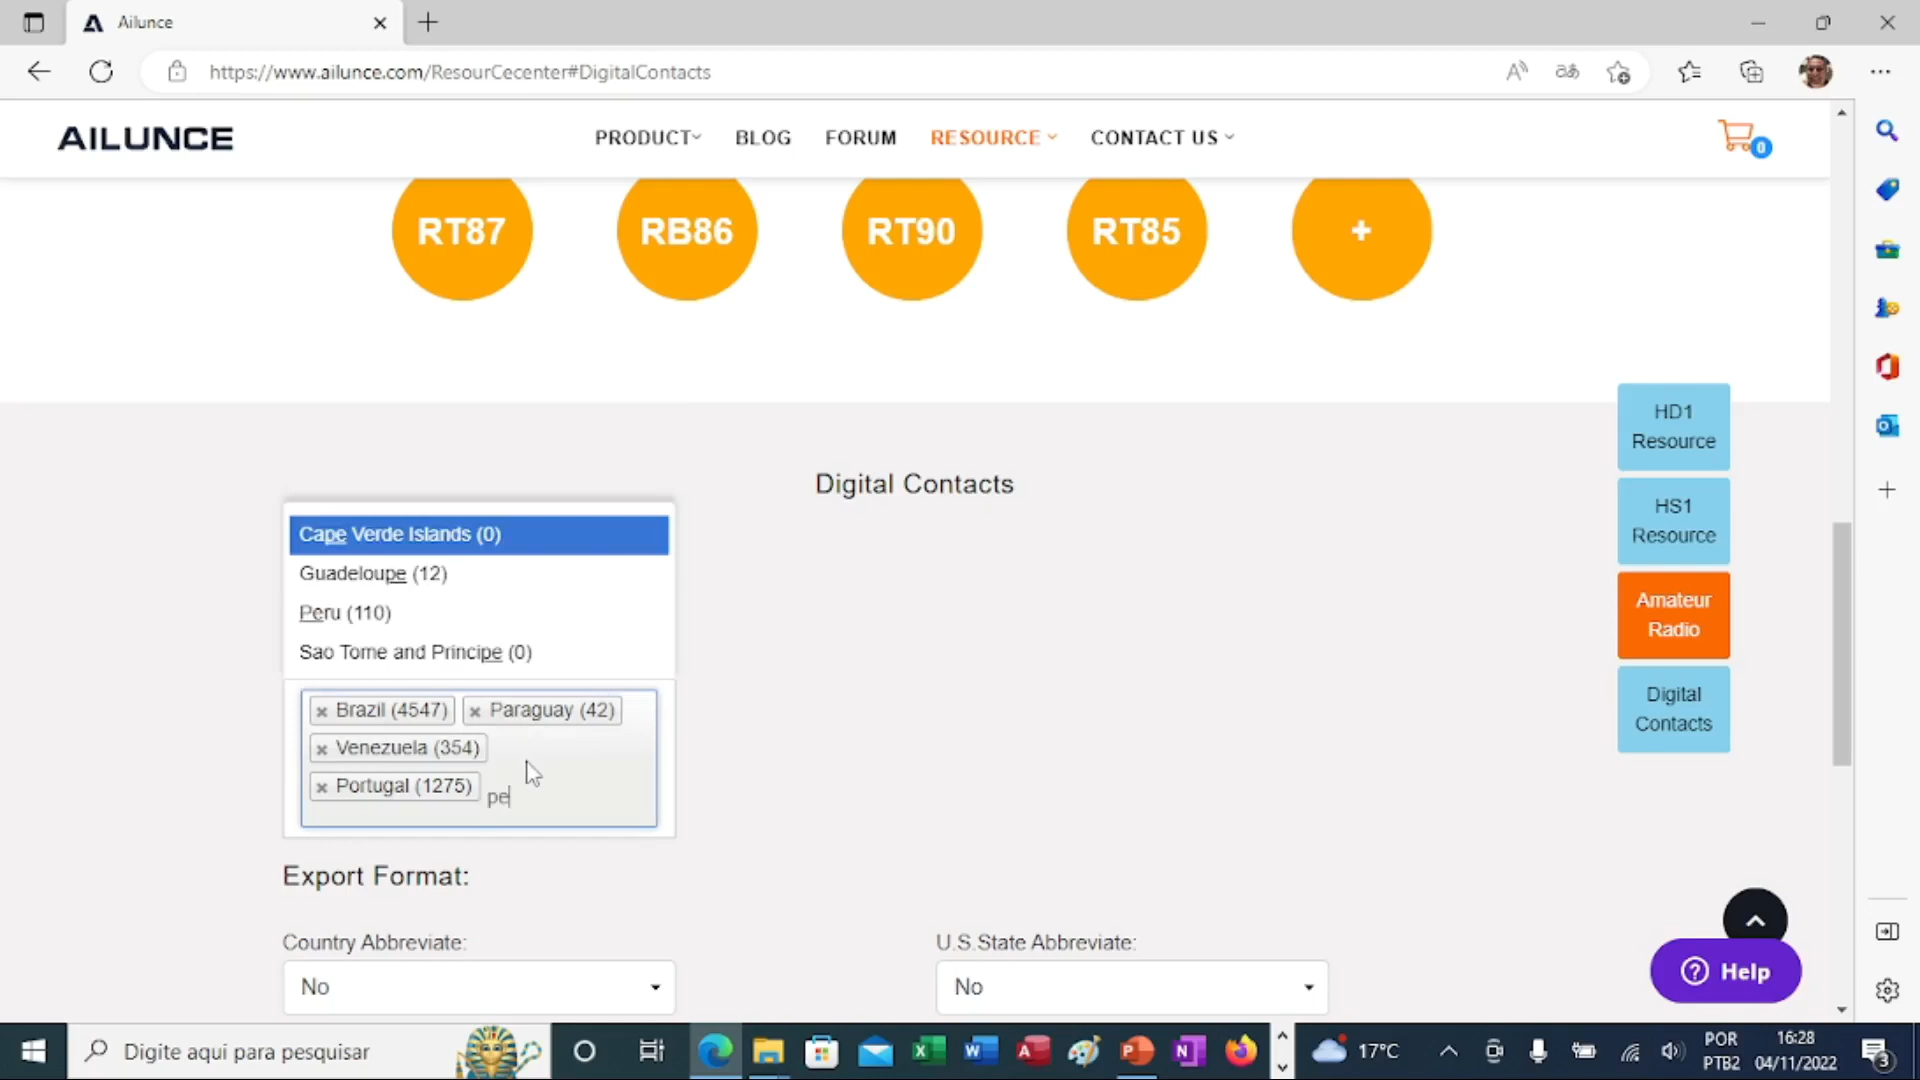 Ailunce
https://www.ailunce.com/ResourCecenter#DigitalContacts
AILUNCE
PRODUCT BLOG FORUM RESOURCE CONTACT US
0
RT87 RB86 RT90 RT85 +
HD1
Resource
HS1
Resource
Amateur
Radio
Digital
Contacts
Digital Contacts
Cape Verde Islands (0)
Guadeloupe (12)
Peru (110)
Sao Tome and Principe (0)
× Brazil (4547) × Paraguay (42)
× Venezuela (354)
× Portugal (1275) pe
Export Format:
Country Abbreviate: U.S.State Abbreviate:
No No
Help
Digite aqui para pesquisar
17°C
POR
PTB2
16:28
04/11/2022
3